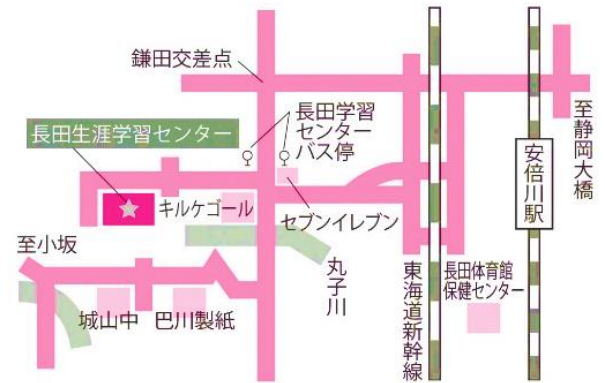 鎌田交差点
長田学習
センター
バス停
長田生涯学習センター
至静岡大橋
安倍川駅
キルケゴール
セブンイレブン
至小坂
丸子川
東海道新幹線
長田体育館
保健センター
城山中
巴川製紙